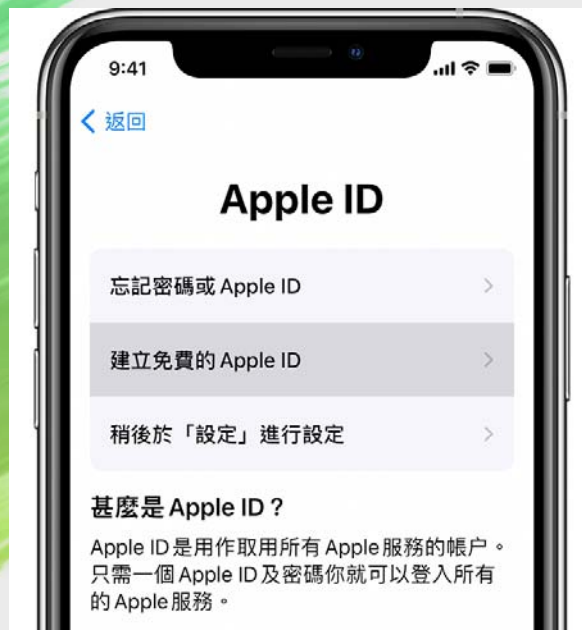 9:41
返回
Apple ID
忘記密碼或 Apple ID
建立免費的 Apple ID
稍後於「設定」進行設定
甚麼是 Apple ID？
Apple ID 是用作取用所有 Apple 服務的帳户。
只需一個 Apple ID 及密碼你就可以登入所有
的 Apple 服務。